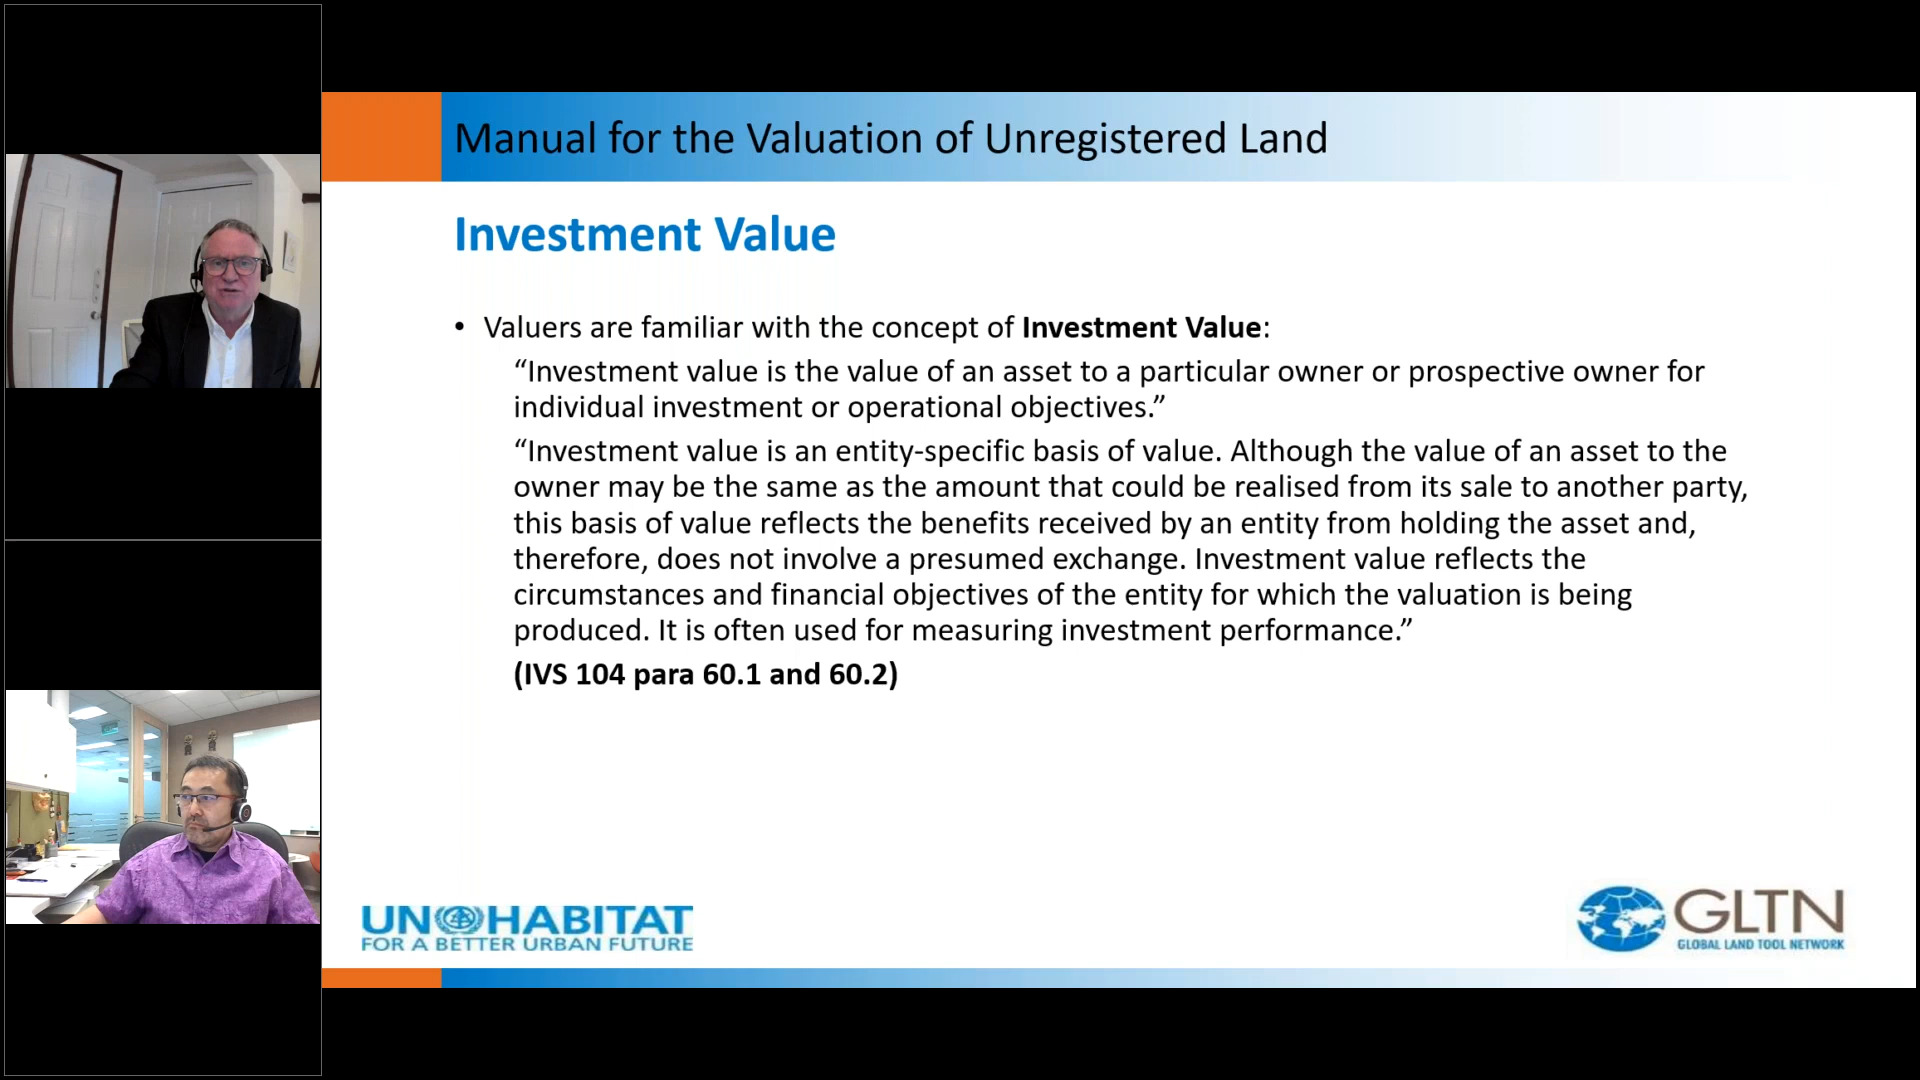 Manual for the Valuation of Unregistered Land
Investment Value
• Valuers are familiar with the concept of Investment Value:
“Investment value is the value of an asset to a particular owner or prospective owner for
individual investment or operational objectives.”
“Investment value is an entity-specific basis of value. Although the value of an asset to the
owner may be the same as the amount that could be realised from its sale to another party,
this basis of value reflects the benefits received by an entity from holding the asset and,
therefore, does not involve a presumed exchange. Investment value reflects the
circumstances and financial objectives of the entity for which the valuation is being
produced. It is often used for measuring investment performance.”
(IVS 104 para 60.1 and 60.2)
UN HABITAT
FOR A BETTER URBAN FUTURE
GLTN
GLOBAL LAND TOOL NETWORK